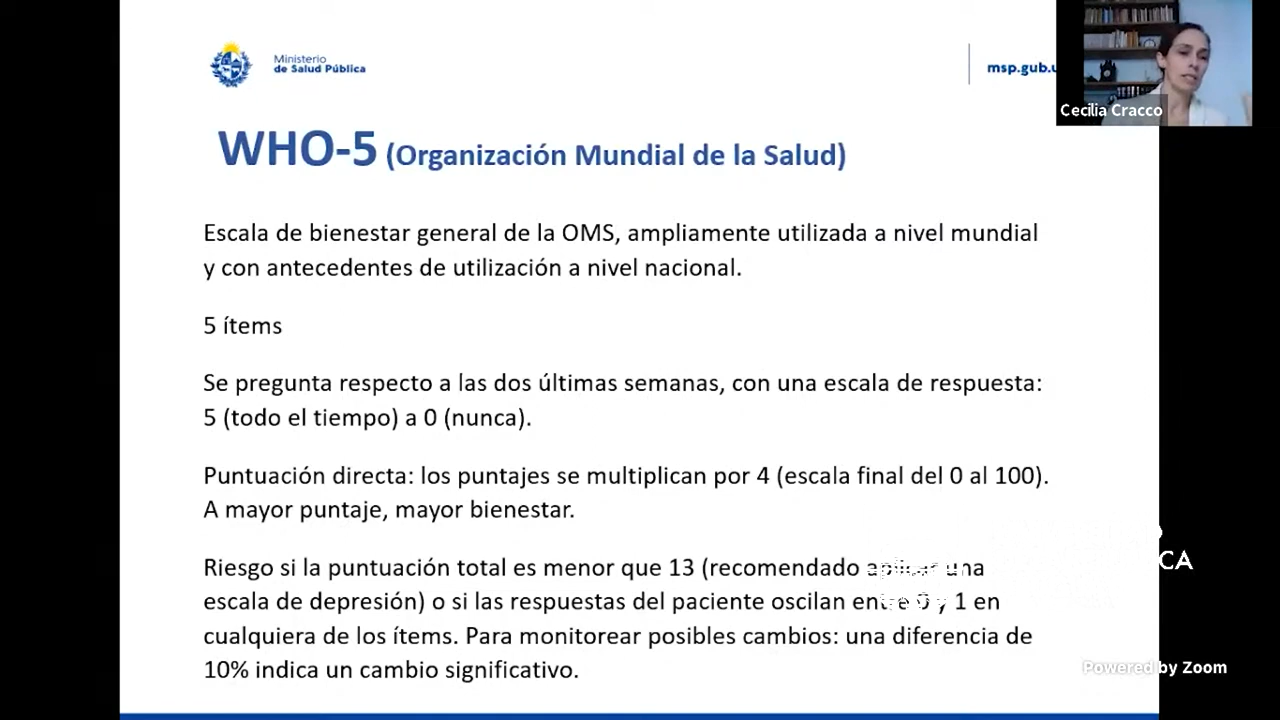 Ministerio
de Salud Pública
msp.gub.u
Cecilia Cracco
WHO-5 (Organización Mundial de la Salud)
Escala de bienestar general de la OMS, ampliamente utilizada a nivel mundial
y con antecedentes de utilización a nivel nacional.
5 ítems
Se pregunta respecto a las dos últimas semanas, con una escala de respuesta:
5 (todo el tiempo) a 0 (nunca).
Puntuación directa: los puntajes se multiplican por 4 (escala final del 0 al 100).
A mayor puntaje, mayor bienestar.
Riesgo si la puntuación total es menor que 13 (recomendado aplicar una
escala de depresión) o si las respuestas del paciente oscilan entre 0 y 1 en
cualquiera de los ítems. Para monitorear posibles cambios: una diferencia de
10% indica un cambio significativo.
Powered by Zoom